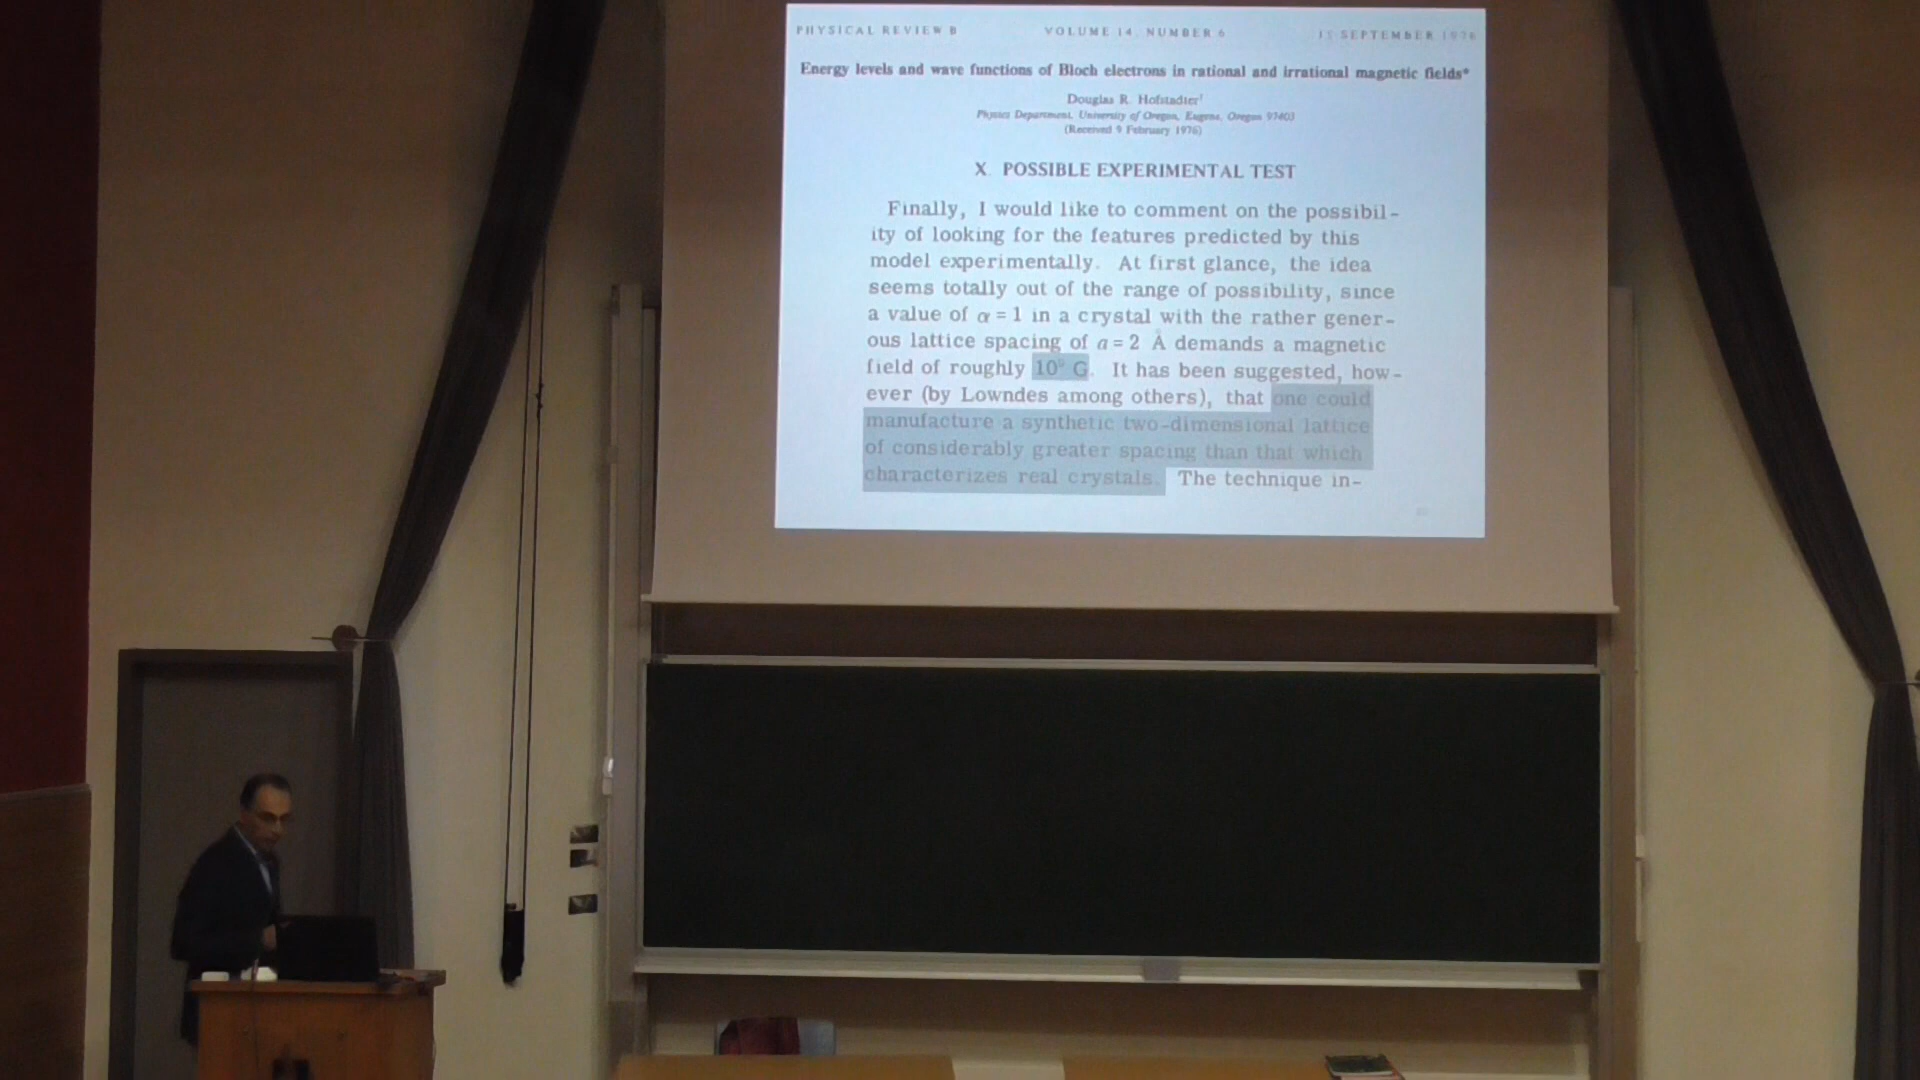 PHYSICAL REVIEW B VOLUME 14, NUMBER 6 15 SEPTEMBER 1976
Energy levels and wave functions of Bloch electrons in rational and irrational magnetic fields*
Douglas R. Hofstadter†
Physics Department, University of Oregon, Eugene, Oregon 97403
(Received 9 February 1976)
X. POSSIBLE EXPERIMENTAL TEST
Finally, I would like to comment on the possibil-
ity of looking for the features predicted by this
model experimentally. At first glance, the idea
seems totally out of the range of possibility, since
a value of α = 1 in a crystal with the rather gener-
ous lattice spacing of a = 2 Å demands a magnetic
field of roughly 10⁹ G. It has been suggested, how-
ever (by Lowndes among others), that one could
manufacture a synthetic two-dimensional lattice
of considerably greater spacing than that which
characterizes real crystals. The technique in-